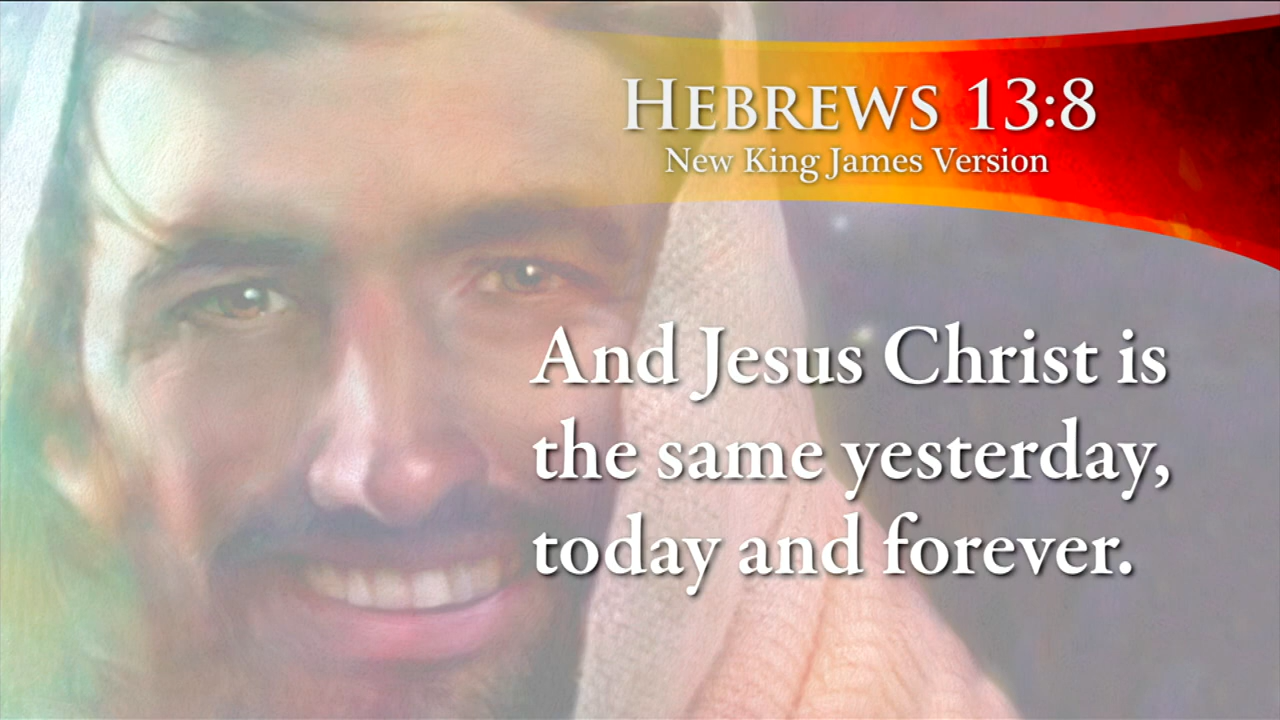 Hebrews 13:8
New King James Version
And Jesus Christ is
the same yesterday,
today and forever.